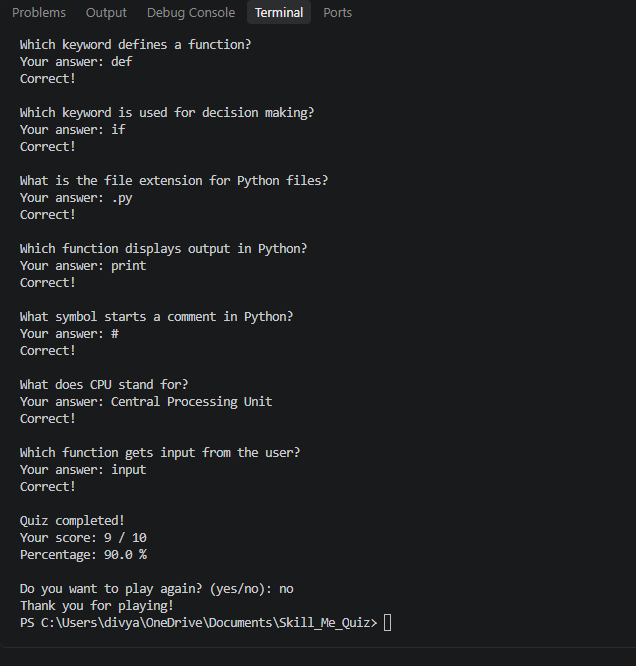 Problems Output Debug Console Terminal Ports
Which keyword defines a function?
Your answer: def
Correct!
Which keyword is used for decision making?
Your answer: if
Correct!
What is the file extension for Python files?
Your answer: .py
Correct!
Which function displays output in Python?
Your answer: print
Correct!
What symbol starts a comment in Python?
Your answer: #
Correct!
What does CPU stand for?
Your answer: Central Processing Unit
Correct!
Which function gets input from the user?
Your answer: input
Correct!
Quiz completed!
Your score: 9 / 10
Percentage: 90.0 %
Do you want to play again? (yes/no): no
Thank you for playing!
PS C:\Users\divya\OneDrive\Documents\Skill_Me_Quiz>